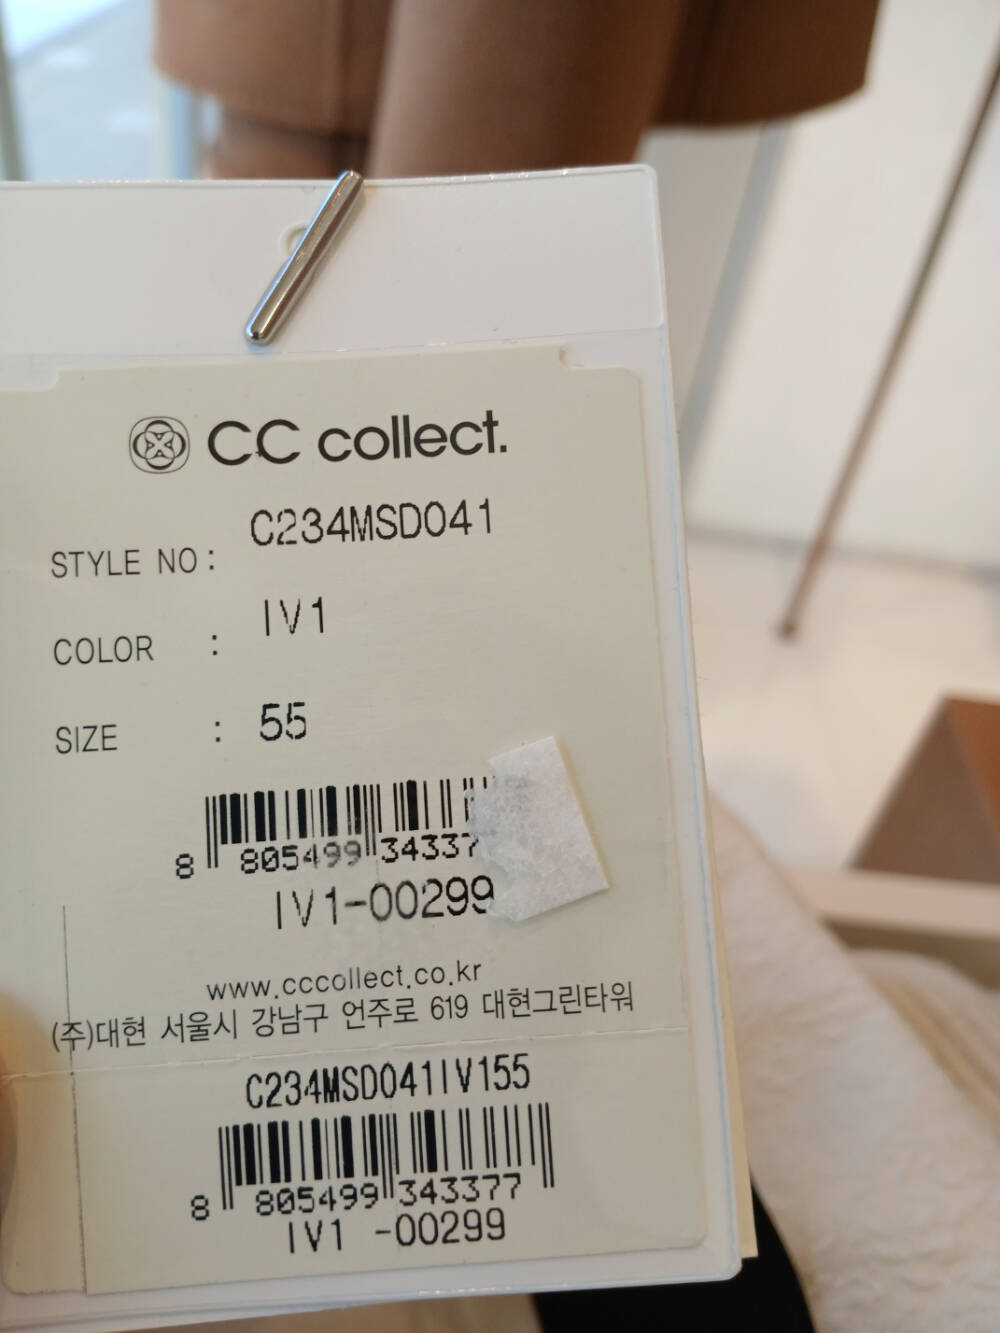 CC collect.
STYLE NO : C234MSD041
COLOR : IV1
SIZE : 55
8 805499 34337
IV1-00299
www.cccollect.co.kr
(주)대현 서울시 강남구 언주로 619 대현그린타워
C234MSD041IV155
8 805499 343377
IV1 -00299